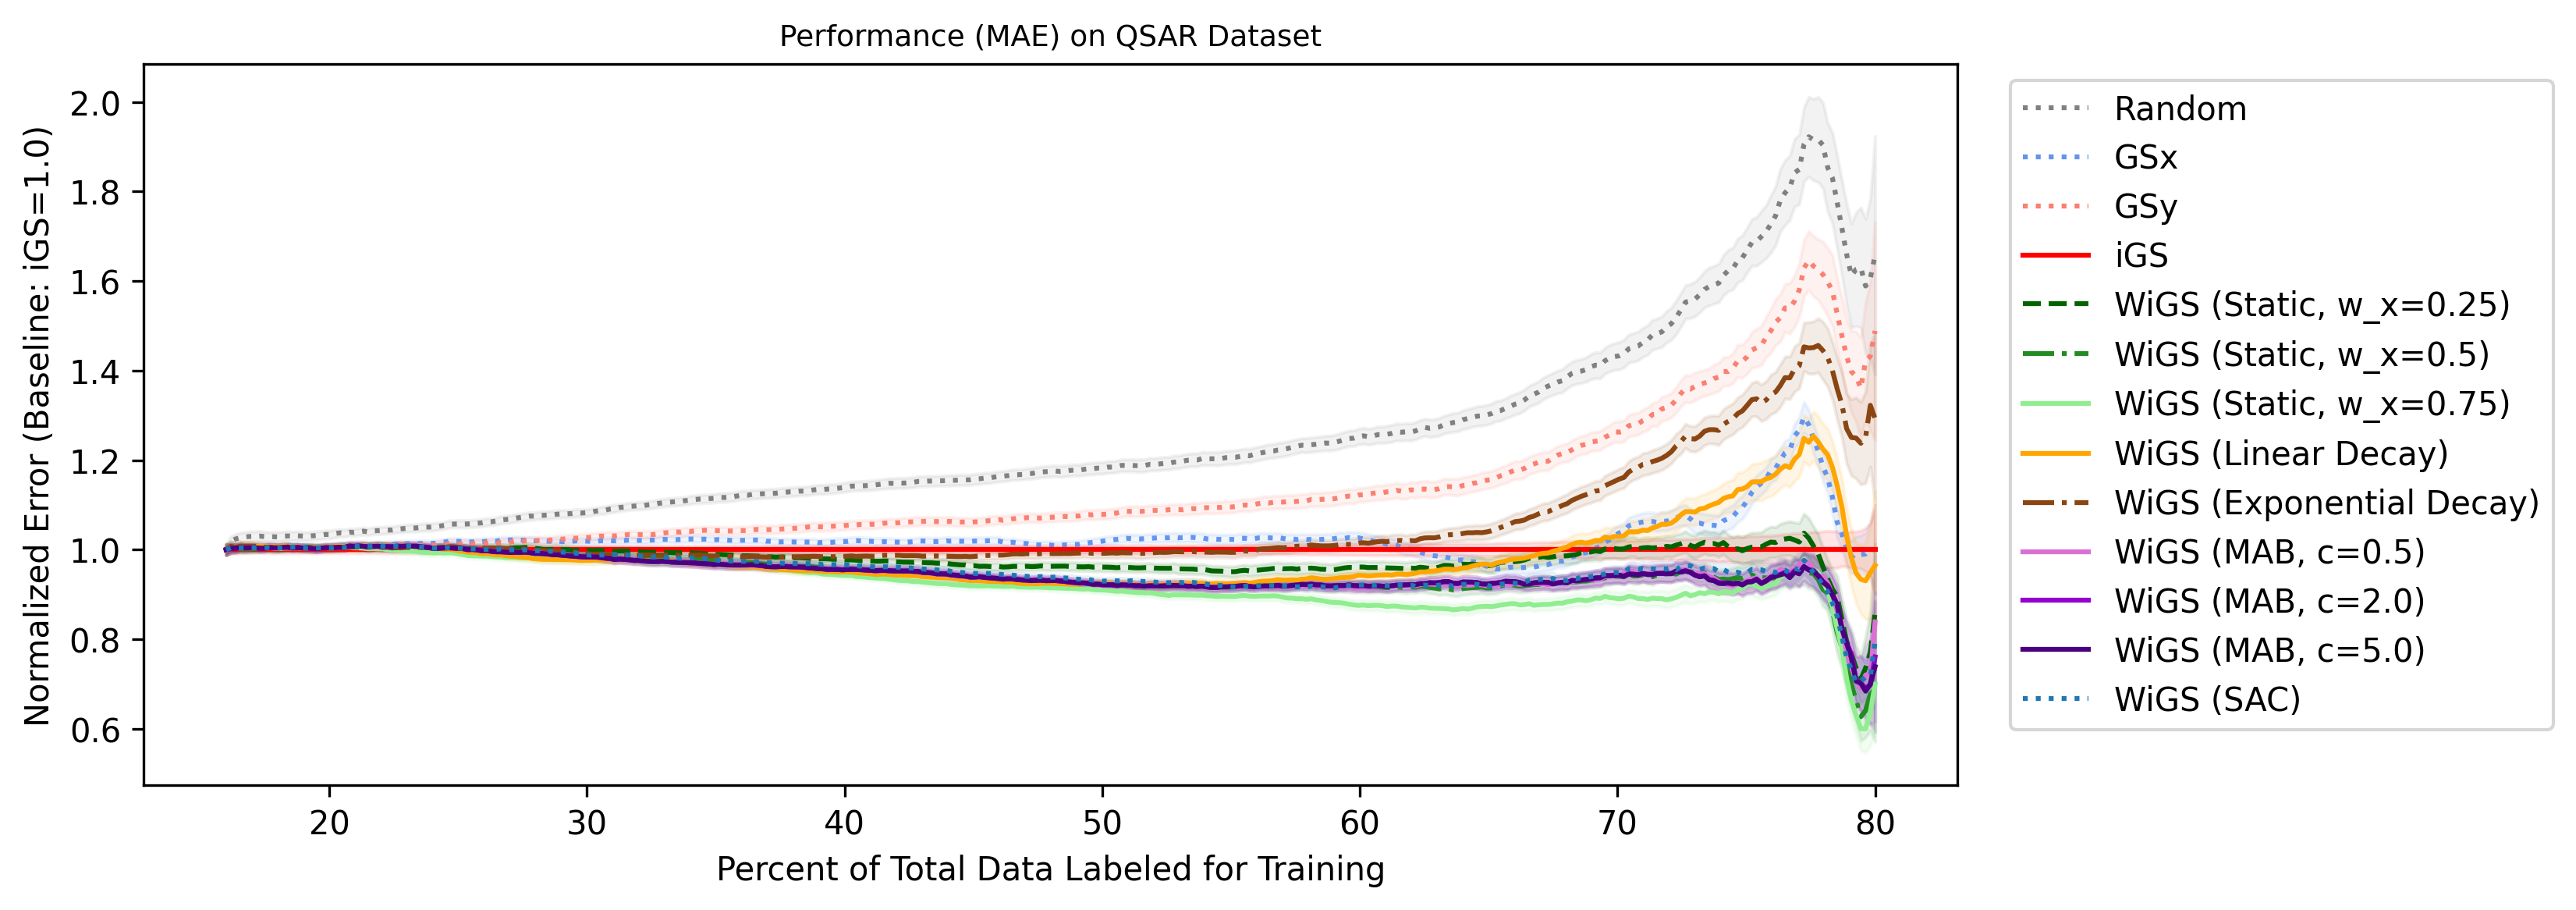 Performance (MAE) on QSAR Dataset
Normalized Error (Baseline: iGS=1.0)
2.0
1.8
1.6
1.4
1.2
1.0
0.8
0.6
20
30
40
50
60
70
80
Percent of Total Data Labeled for Training
Random
GSx
GSy
iGS
WiGS (Static, w_x=0.25)
WiGS (Static, w_x=0.5)
WiGS (Static, w_x=0.75)
WiGS (Linear Decay)
WiGS (Exponential Decay)
WiGS (MAB, c=0.5)
WiGS (MAB, c=2.0)
WiGS (MAB, c=5.0)
WiGS (SAC)